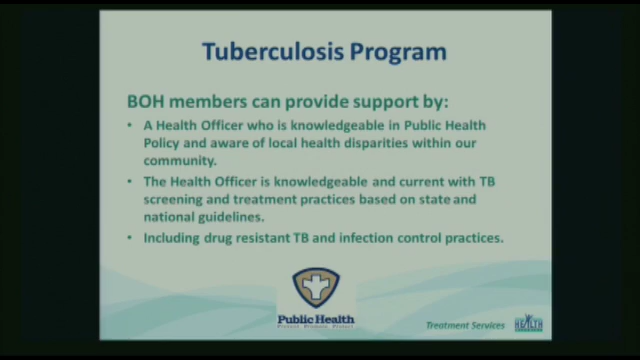 Tuberculosis Program
BOH members can provide support by:
• A Health Officer who is knowledgeable in Public Health
Policy and aware of local health disparities within our
community.
• The Health Officer is knowledgeable and current with TB
screening and treatment practices based on state and
national guidelines.
• Including drug resistant TB and infection control practices.
Public Health
Prevent. Promote. Protect.
Treatment Services
HEALTH